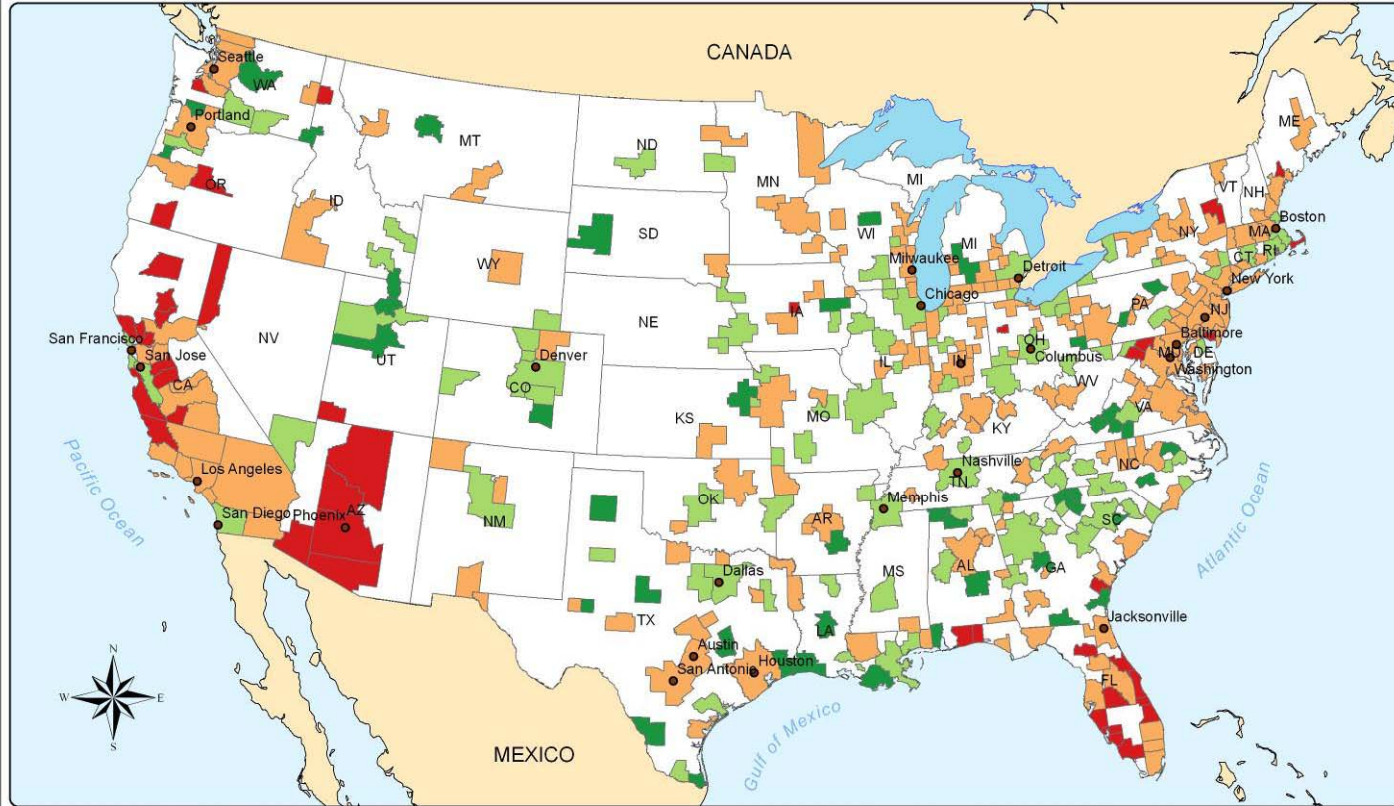 CANADA
Seattle
WA
Portland
MT
ND
ME
MN
MI
VT
NH
OR
ID
Boston
WI
MI
NY
MA
SD
RI
CT
WY
Milwaukee
Detroit
New York
Chicago
PA
IA
NJ
NE
Baltimore
San Francisco
NV
OH
San Jose
Denver
UT
IL
IN
Columbus
MD
DE
Washington
CA
CO
WV
VA
KS
MO
KY
Pacific Ocean
Los Angeles
Nashville
NC
TN
OK
Memphis
San Diego
Phoenix
AZ
NM
AR
SC
Atlantic Ocean
Dallas
MS
AL
GA
TX
LA
Jacksonville
Austin
San Antonio
Houston
FL
N
W
E
S
Gulf of Mexico
MEXICO